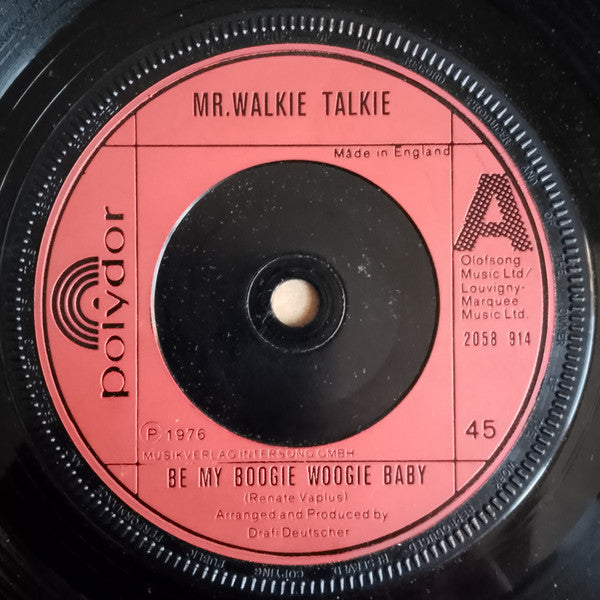 MR.WALKIE TALKIE
Made in England
polydor
A
Olofsong
Music Ltd/
Louvigny-
Marquee
Music Ltd.
2058 914
45
Ⓟ 1976
MUSIKVERLAG INTERSONG GMBH
BE MY BOOGIE WOOGIE BABY
(Renate Vaplus)
Arranged and Produced by
Drafi Deutscher